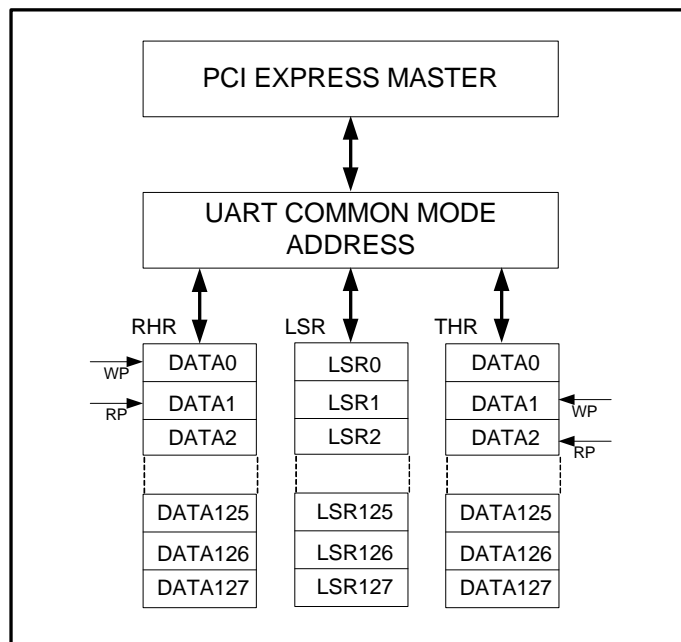 PCI EXPRESS MASTER
UART COMMON MODE
ADDRESS
RHR
LSR
THR
WP
RP
DATA0
DATA1
DATA2
DATA125
DATA126
DATA127
LSR0
LSR1
LSR2
LSR125
LSR126
LSR127
DATA0
DATA1
DATA2
DATA125
DATA126
DATA127
WP
RP